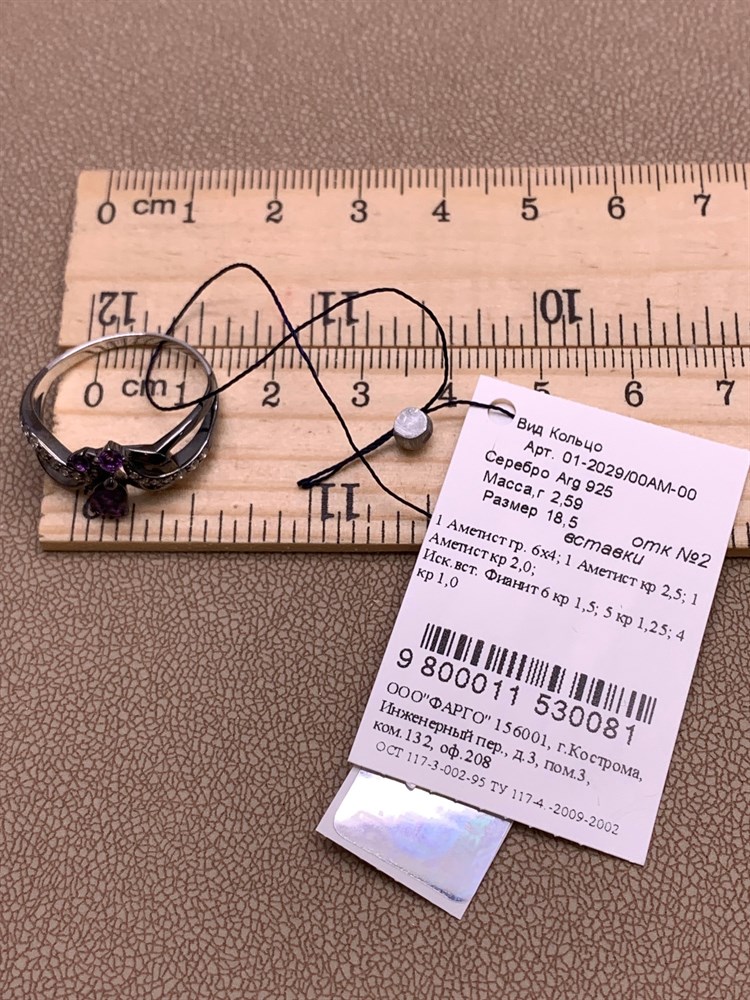 0 cm 1 2 3 4 5 6 7
12 11 10
0 cm 1 2 3 4 5 6 7
11
Вид Кольцо
Арт. 01-2029/00АМ-00
Серебро Arg 925
Масса,г 2,59
Размер 18,5
отк №2
вставки
1 Аметист гр. 6х4; 1 Аметист кр 2,5; 1
Аметист кр 2,0;
Иск.вст. Фианит 6 кр 1,5; 5 кр 1,25; 4
кр 1,0
9 800011 530081
ООО"ФАРГО" 156001, г.Кострома,
Инженерный пер., д.3, пом.3,
ком.132, оф.208
ОСТ 117-3-002-95 ТУ 117-4.-2009-2002